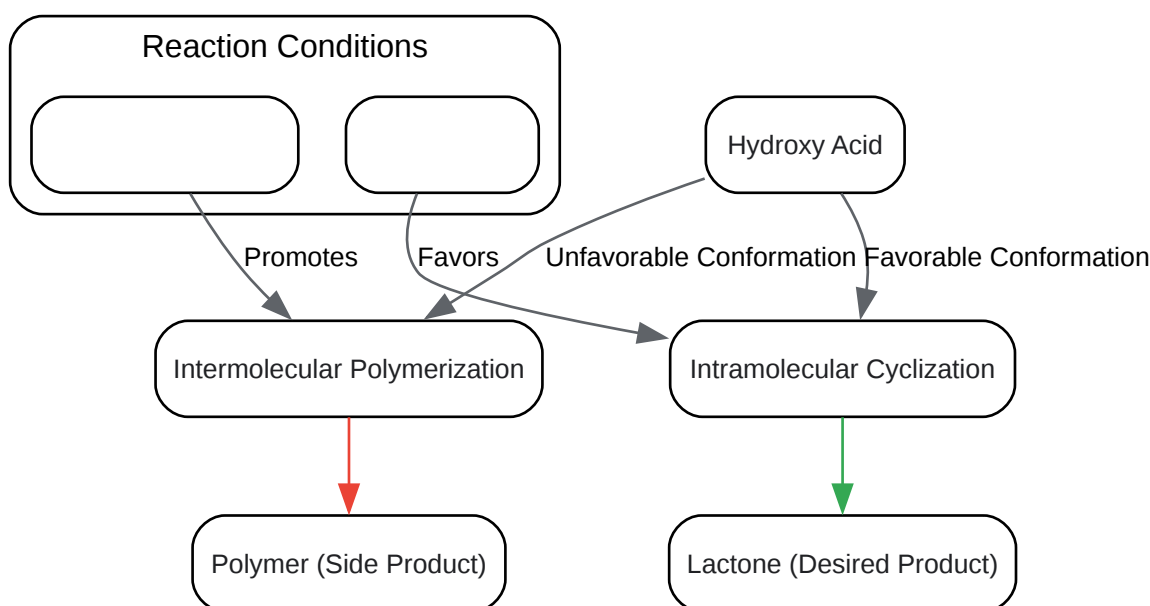 Reaction Conditions
Hydroxy Acid
Promotes
Favors
Unfavorable Conformation
Favorable Conformation
Intermolecular Polymerization
Intramolecular Cyclization
Polymer (Side Product)
Lactone (Desired Product)